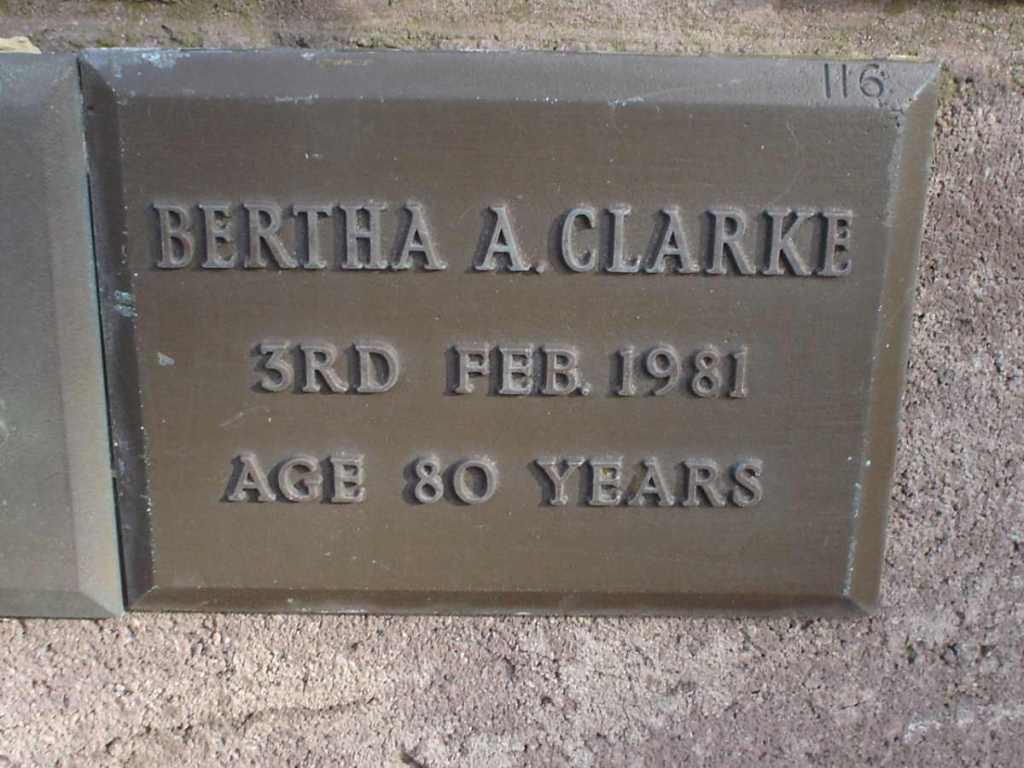 116
BERTHA A. CLARKE
3RD FEB. 1981
AGE 80 YEARS